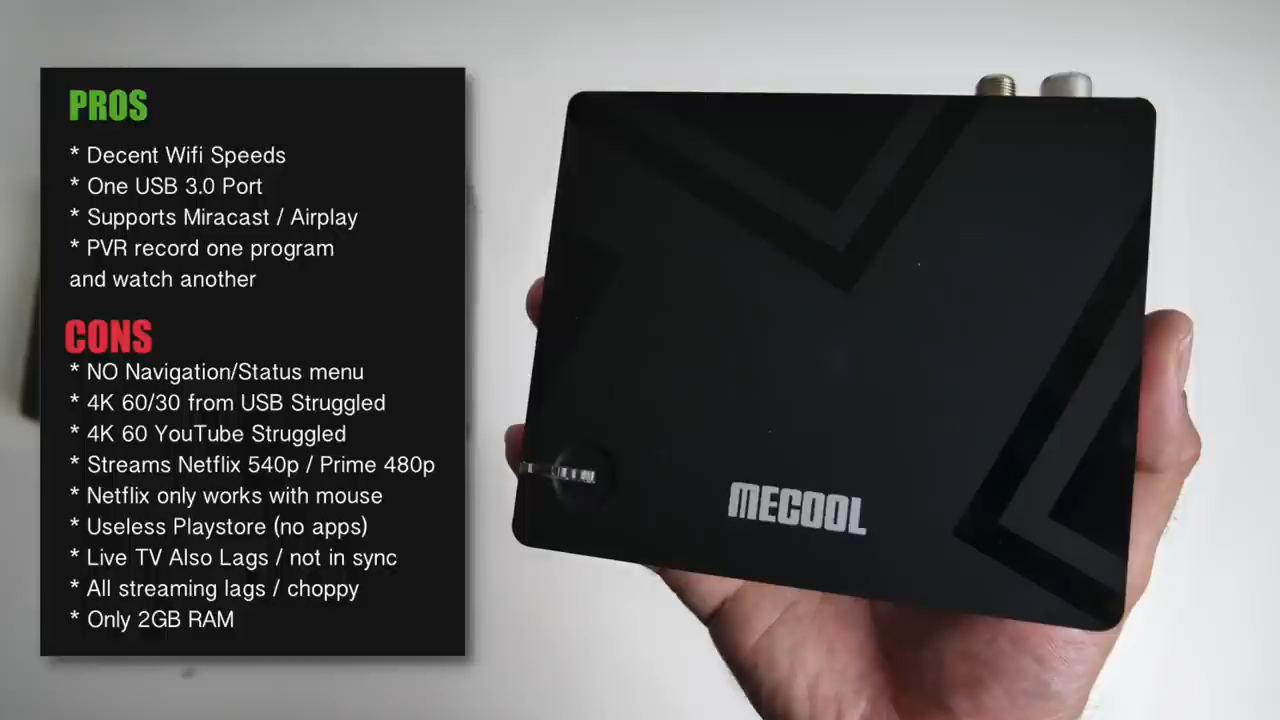 PROS
* Decent Wifi Speeds
* One USB 3.0 Port
* Supports Miracast / Airplay
* PVR record one program
and watch another
CONS
* NO Navigation/Status menu
* 4K 60/30 from USB Struggled
* 4K 60 YouTube Struggled
* Streams Netflix 540p / Prime 480p
* Netflix only works with mouse
* Useless Playstore (no apps)
* Live TV Also Lags / not in sync
* All streaming lags / choppy
* Only 2GB RAM
MECOOL